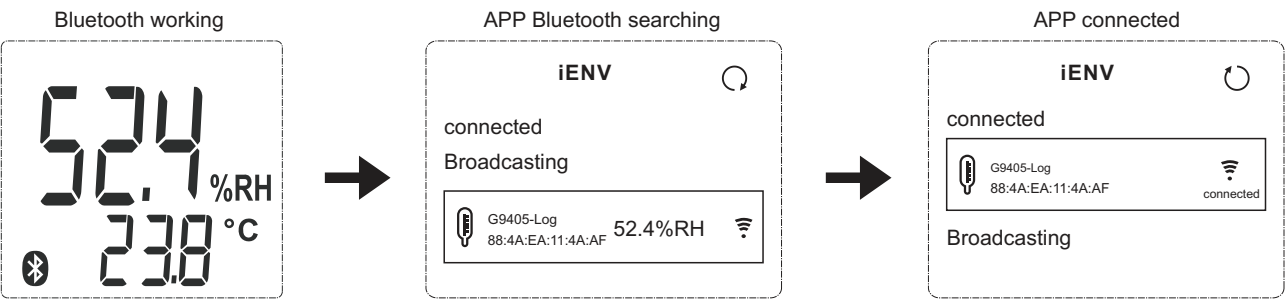 Bluetooth working
52.4 %RH
23.8 °C
APP Bluetooth searching
iENV
connected
Broadcasting
G9405-Log
88:4A:EA:11:4A:AF 52.4%RH
APP connected
iENV
connected
G9405-Log
88:4A:EA:11:4A:AF
connected
Broadcasting